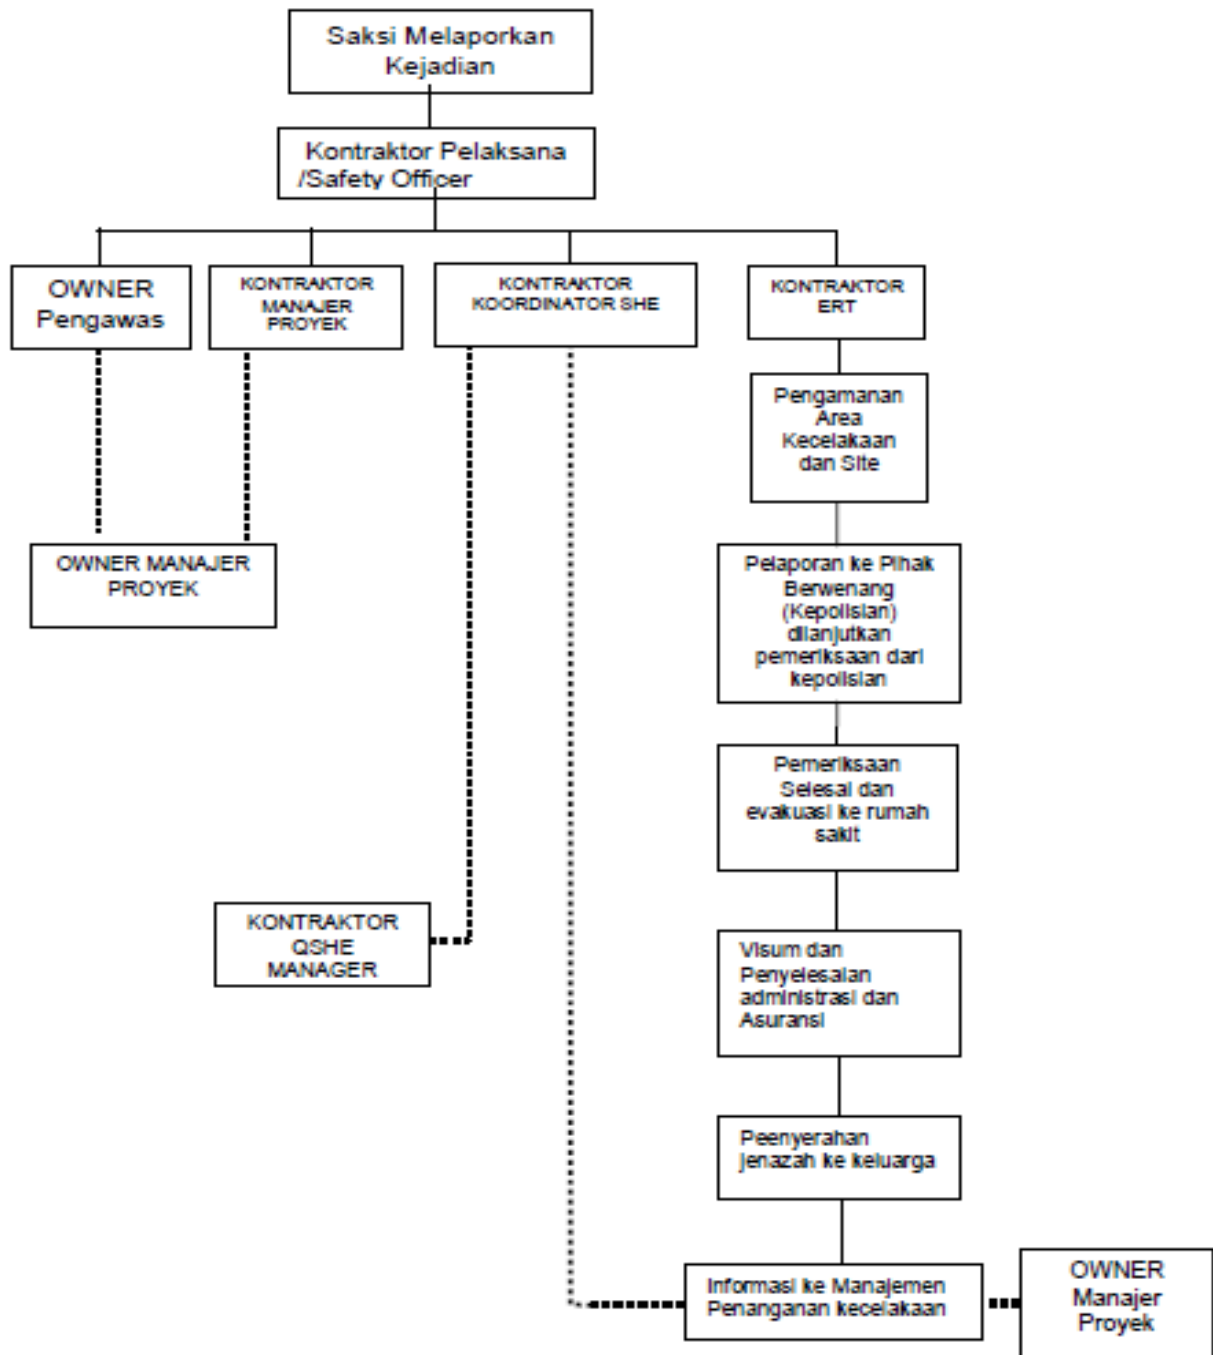 Saksi Melaporkan
Kejadian
Kontraktor Pelaksana
/Safety Officer
OWNER
Pengawas
KONTRAKTOR
MANAJER
PROYEK
KONTRAKTOR
KOORDINATOR SHE
KONTRAKTOR
ERT
Pengamanan
Area
Kecelakaan
dan Site
OWNER MANAJER
PROYEK
Pelaporan ke Pihak
Berwenang
(Kepolisian)
dilanjutkan
pemeriksaan dari
kepolisian
Pemeriksaan
Selesai dan
evakuasi ke rumah
sakit
KONTRAKTOR
QSHE
MANAGER
Visum dan
Penyelesaian
administrasi dan
Asuransi
Peenyerahan
jenazah ke keluarga
Informasi ke Manajemen
Penanganan kecelakaan
OWNER
Manajer
Proyek